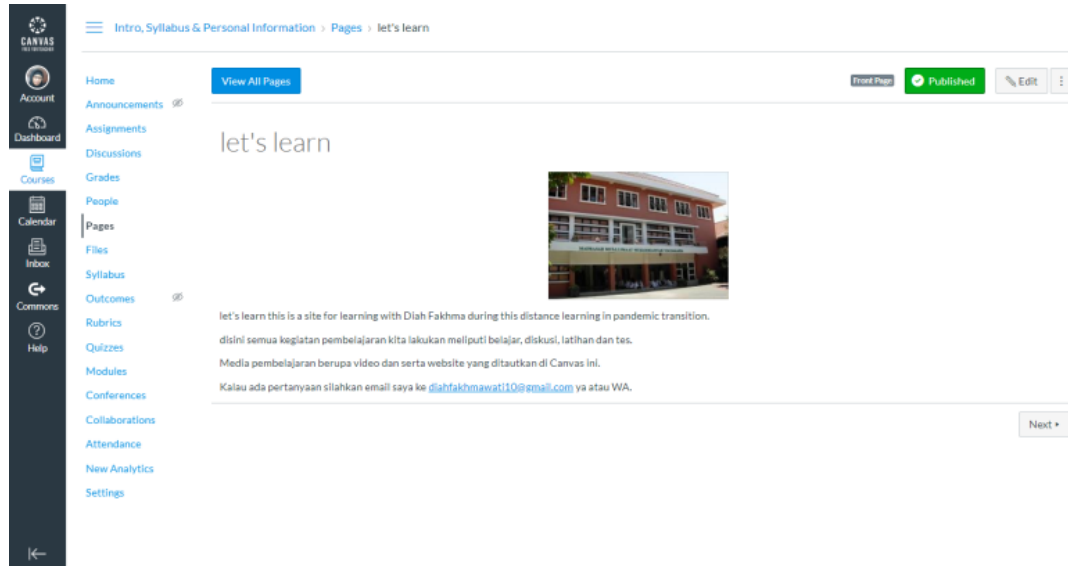 CANVAS
Intro, Syllabus & Personal Information › Pages › let's learn
Account
Dashboard
Courses
Calendar
Inbox
Commons
Help
Home
Announcements
Assignments
Discussions
Grades
People
Pages
Files
Syllabus
Outcomes
Rubrics
Quizzes
Modules
Conferences
Collaborations
Attendance
New Analytics
Settings
View All Pages
Front Page
Published
Edit
let's learn
let's learn this is a site for learning with Diah Fakhma during this distance learning in pandemic transition.
disini semua kegiatan pembelajaran kita lakukan meliputi belajar, diskusi, latihan dan tes.
Media pembelajaran berupa video dan serta website yang ditautkan di Canvas ini.
Kalau ada pertanyaan silahkan email saya ke diahfakhmawati10@gmail.com ya atau WA.
Next